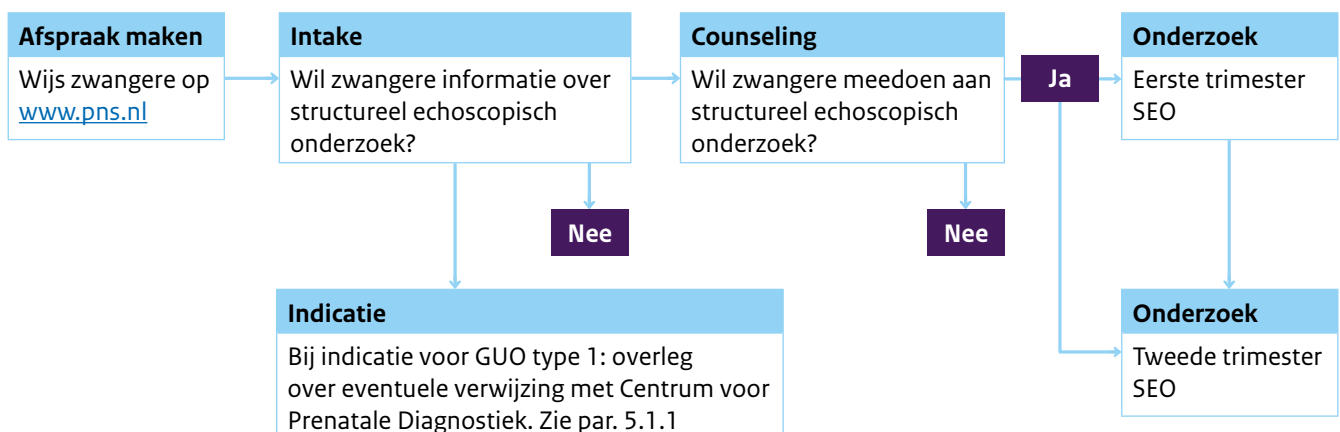 Afspraak maken
Wijs zwangere op
www.pns.nl
Intake
Wil zwangere informatie over
structureel echoscopisch
onderzoek?
Nee
Counseling
Wil zwangere meedoen aan
structureel echoscopisch
onderzoek?
Nee
Ja
Onderzoek
Eerste trimester
SEO
Indicatie
Bij indicatie voor GUO type 1: overleg
over eventuele verwijzing met Centrum voor
Prenatale Diagnostiek. Zie par. 5.1.1
Onderzoek
Tweede trimester
SEO